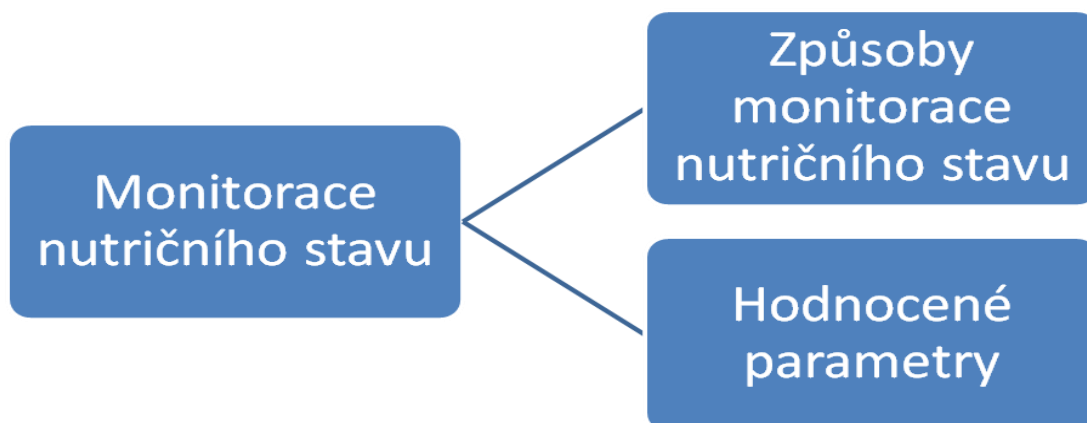 Monitorace
nutričního stavu
Způsoby
monitorace
nutričního stavu
Hodnocené
parametry